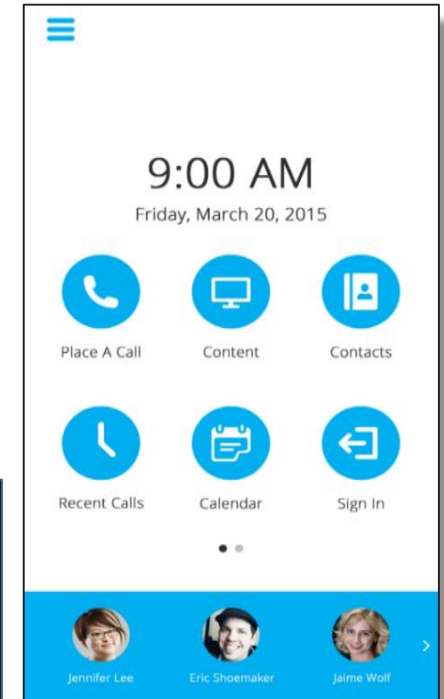 9:00 AM
Friday, March 20, 2015
Place A Call Content Contacts
Recent Calls Calendar Sign In
Jennifer Lee Eric Shoemaker Jaime Wolf